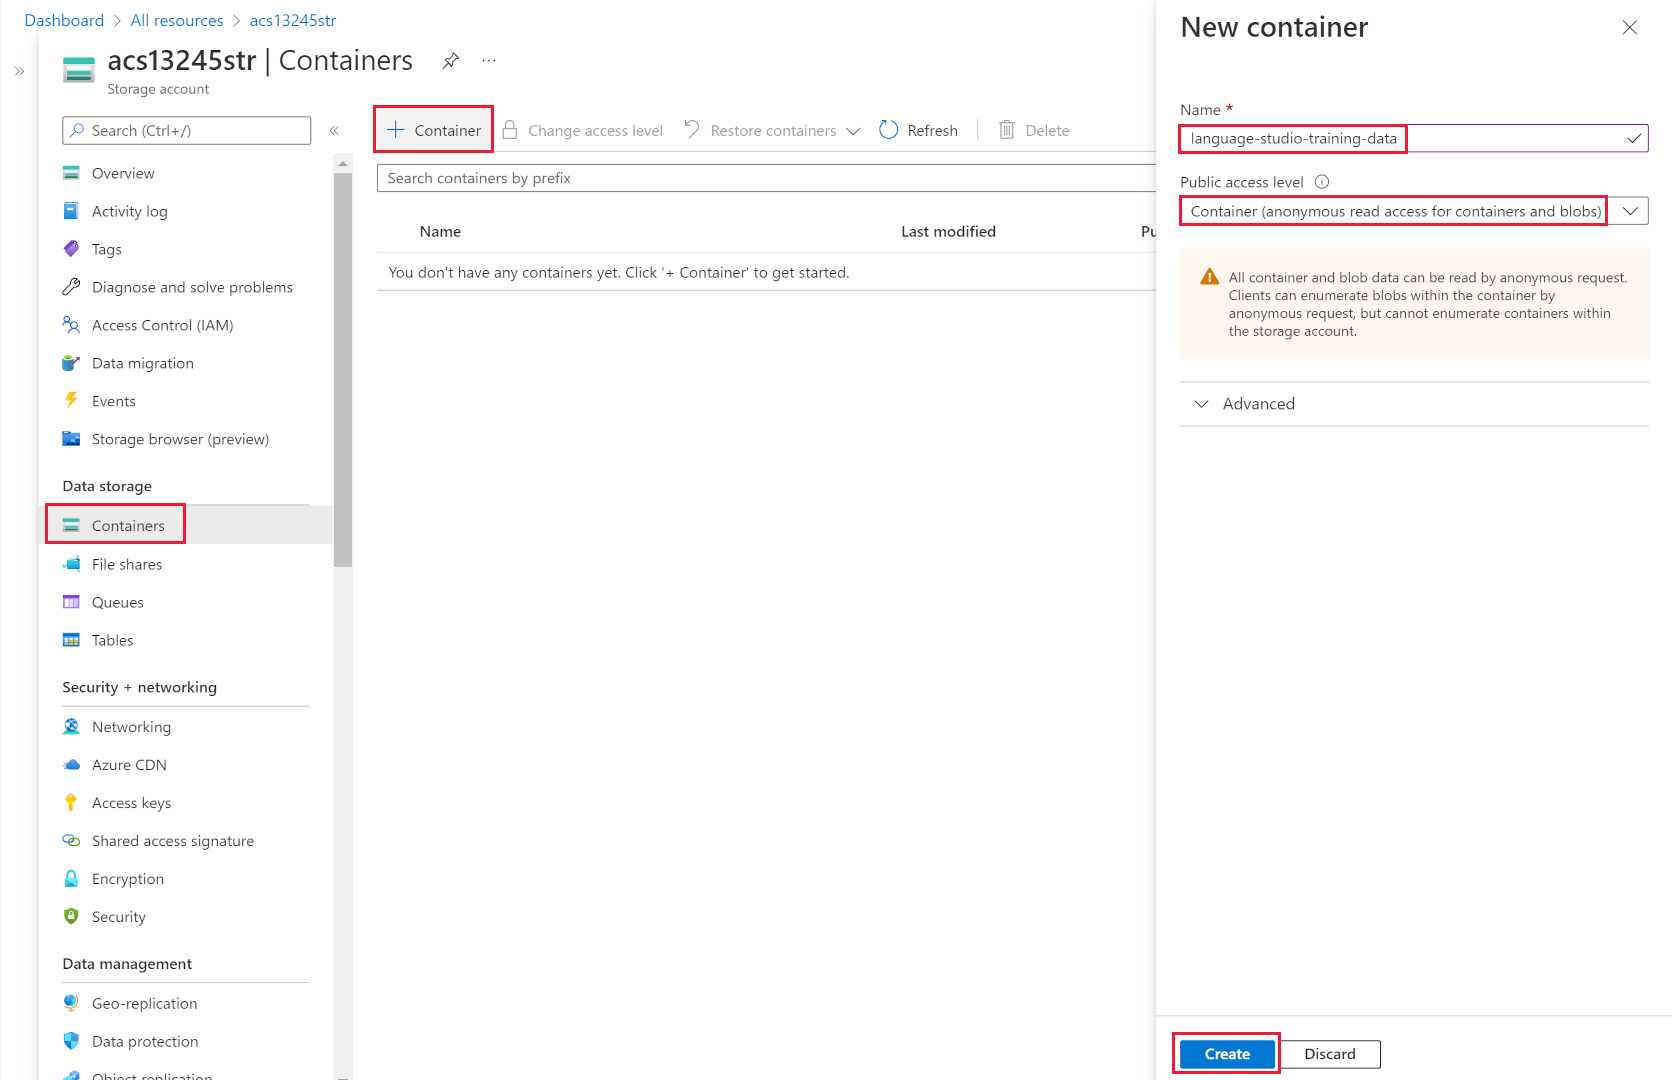 Dashboard > All resources > acs13245str
acs13245str | Containers
Storage account
Search (Ctrl+/)
Overview
Activity log
Tags
Diagnose and solve problems
Access Control (IAM)
Data migration
Events
Storage browser (preview)
Data storage
Containers
File shares
Queues
Tables
Security + networking
Networking
Azure CDN
Access keys
Shared access signature
Encryption
Security
Data management
Geo-replication
Data protection
Object replication
+ Container Change access level Restore containers Refresh Delete
Search containers by prefix
Name Last modified Pu
You don't have any containers yet. Click '+ Container' to get started.
New container
Name *
language-studio-training-data
Public access level
Container (anonymous read access for containers and blobs)
All container and blob data can be read by anonymous request.
Clients can enumerate blobs within the container by
anonymous request, but cannot enumerate containers within
the storage account.
Advanced
Create Discard